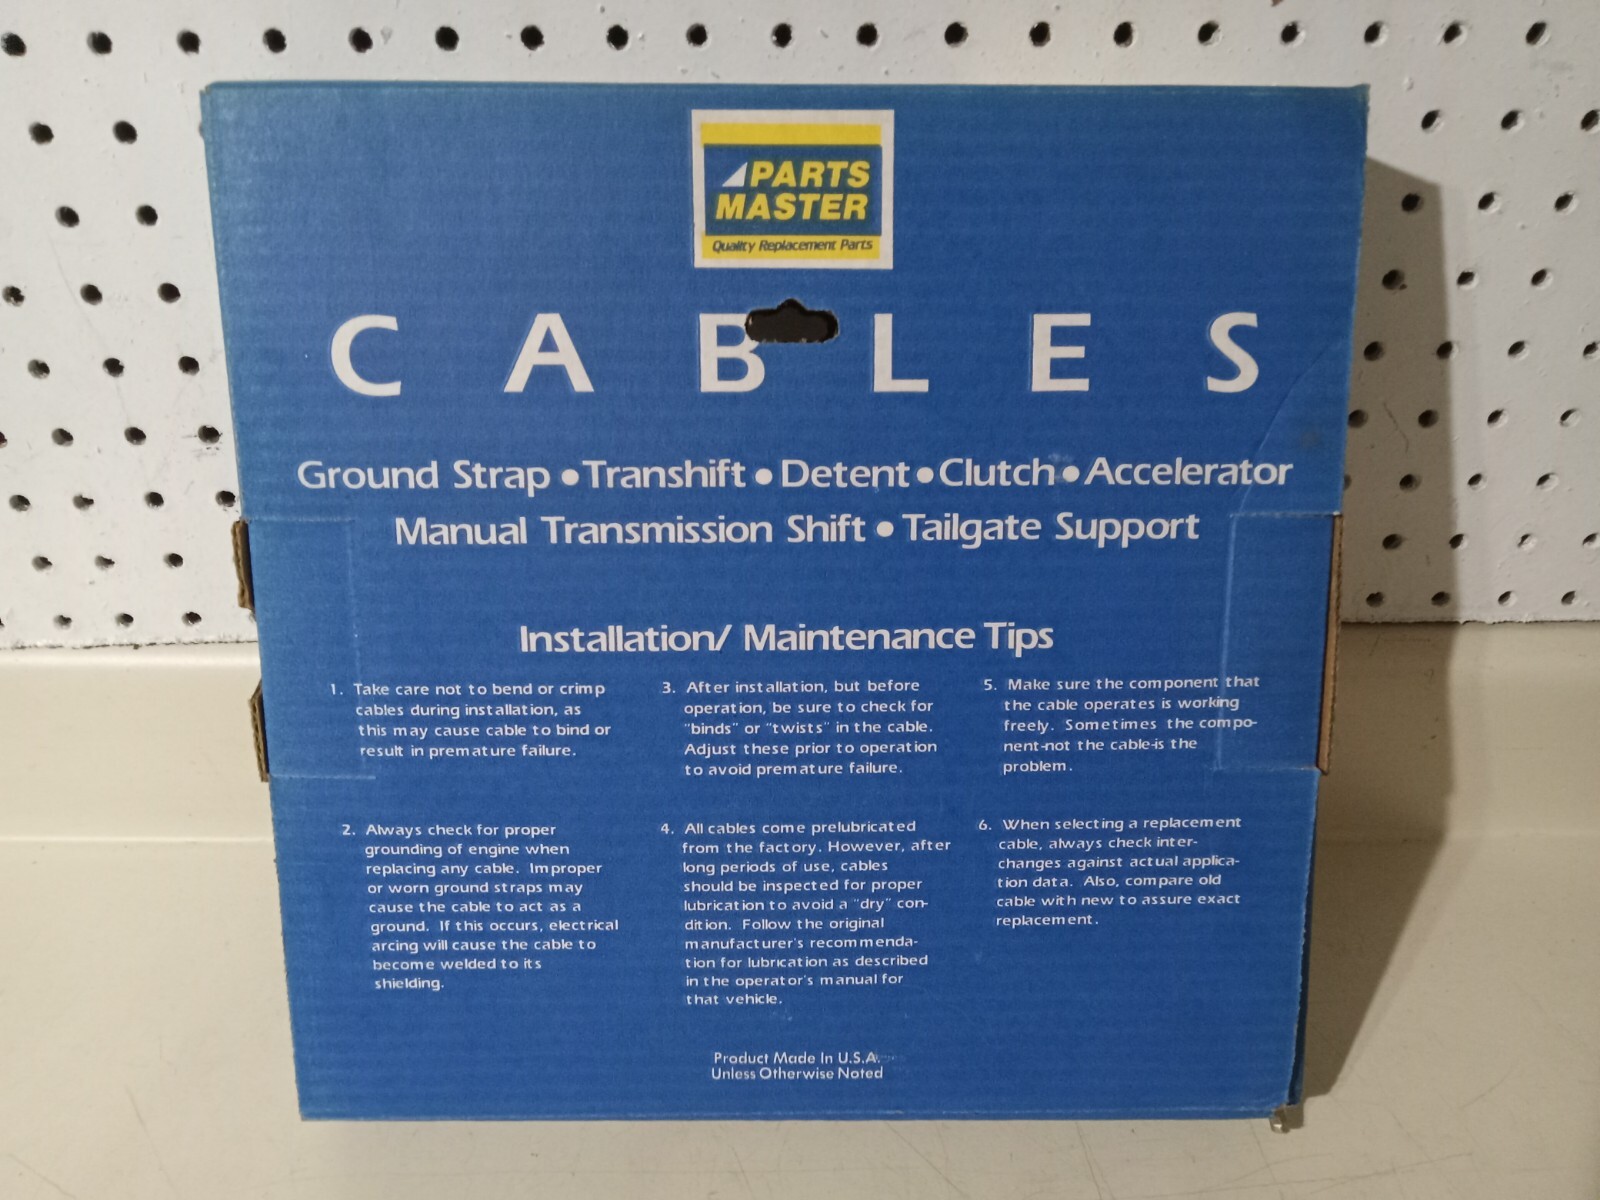 PARTS
MASTER
Quality Replacement Parts
CABLES
Ground Strap • Transhift • Detent • Clutch • Accelerator
Manual Transmission Shift • Tailgate Support
Installation/ Maintenance Tips
1. Take care not to bend or crimp
cables during installation, as
this may cause cable to bind or
result in premature failure.
2. Always check for proper
grounding of engine when
replacing any cable. Improper
or worn ground straps may
cause the cable to act as a
ground. If this occurs, electrical
arcing will cause the cable to
become welded to its
shielding.
3. After installation, but before
operation, be sure to check for
"binds" or "twists" in the cable.
Adjust these prior to operation
to avoid premature failure.
4. All cables come prelubricated
from the factory. However, after
long periods of use, cables
should be inspected for proper
lubrication to avoid a "dry" con-
dition. Follow the original
manufacturer's recommenda-
tion for lubrication as described
in the operator's manual for
that vehicle.
5. Make sure the component that
the cable operates is working
freely. Sometimes the compo-
nent-not the cable-is the
problem.
6. When selecting a replacement
cable, always check inter-
changes against actual applica-
tion data. Also, compare old
cable with new to assure exact
replacement.
Product Made In U.S.A.
Unless Otherwise Noted